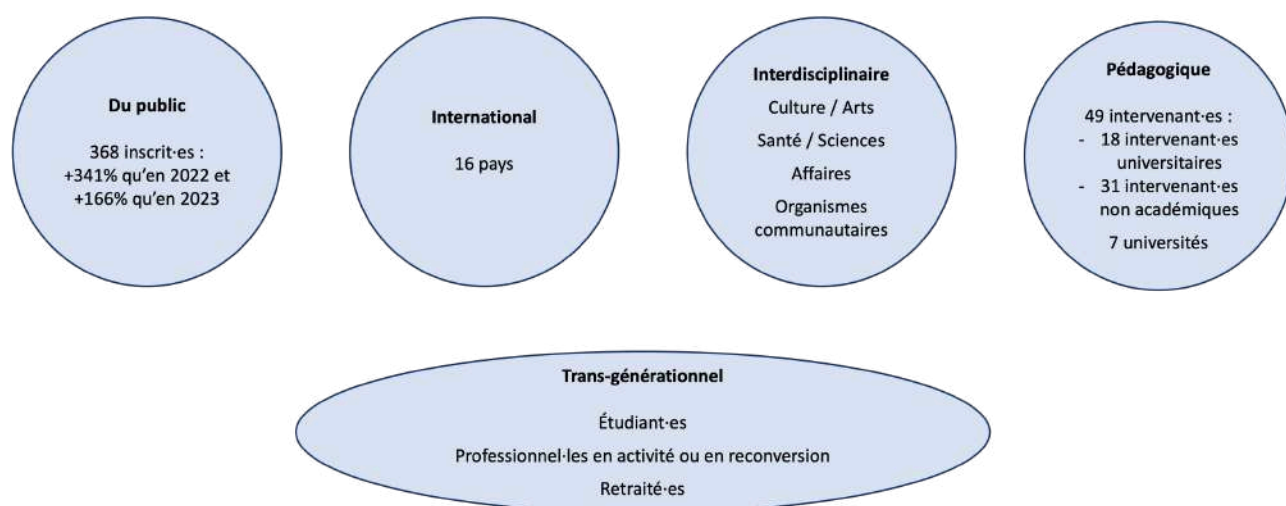 Du public
368 inscrit·es :
+341% qu'en 2022 et
+166% qu'en 2023
International
16 pays
Interdisciplinaire
Culture / Arts
Santé / Sciences
Affaires
Organismes
communautaires
Pédagogique
49 intervenant·es :
- 18 intervenant·es
universitaires
- 31 intervenant·es
non académiques
7 universités
Trans-générationnel
Étudiant·es
Professionnel·les en activité ou en reconversion
Retraité·es